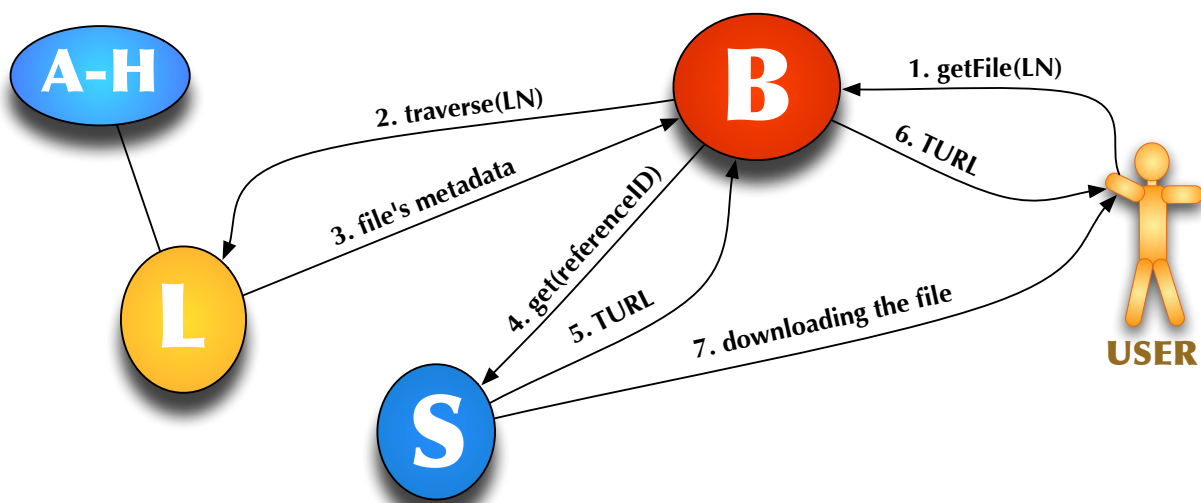 A-H
B
1. getFile(LN)
2. traverse(LN)
6. TURL
3. file's metadata
4. get(referenceID)
L
5. TURL
7. downloading the file
USER
S